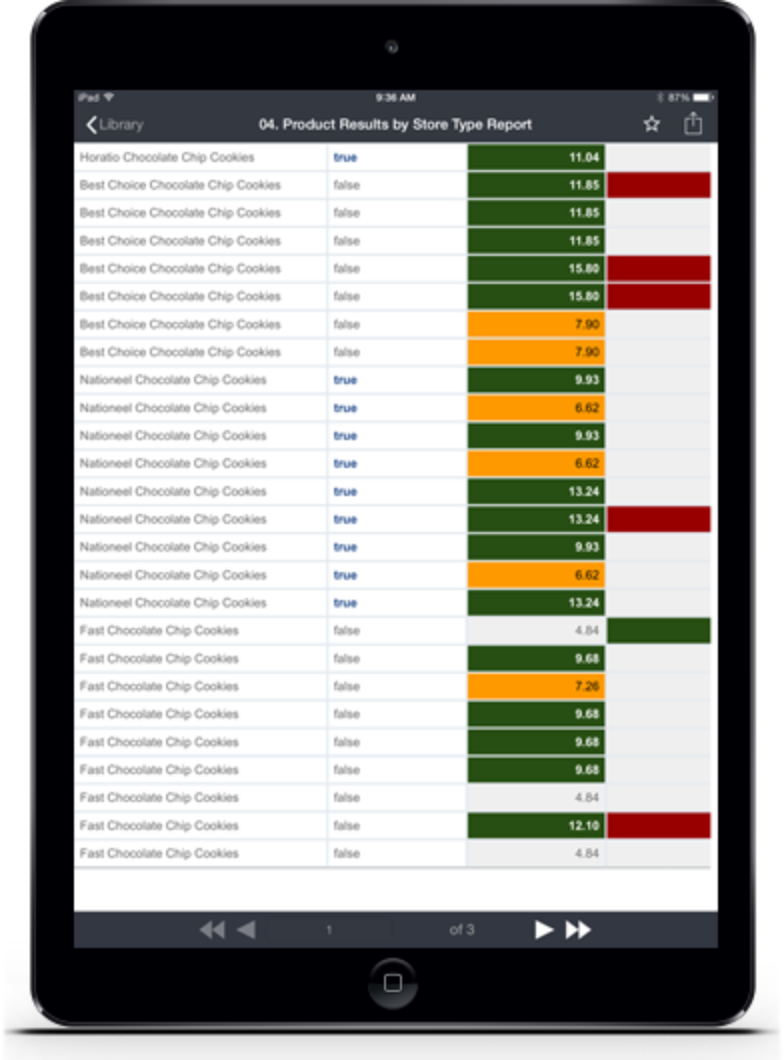 iPad 9:36 AM 87%
Library 04. Product Results by Store Type Report
Horatio Chocolate Chip Cookies true 11.04
Best Choice Chocolate Chip Cookies false 11.85
Best Choice Chocolate Chip Cookies false 11.85
Best Choice Chocolate Chip Cookies false 11.85
Best Choice Chocolate Chip Cookies false 15.80
Best Choice Chocolate Chip Cookies false 15.80
Best Choice Chocolate Chip Cookies false 7.90
Best Choice Chocolate Chip Cookies false 7.90
Nationeel Chocolate Chip Cookies true 9.93
Nationeel Chocolate Chip Cookies true 6.62
Nationeel Chocolate Chip Cookies true 9.93
Nationeel Chocolate Chip Cookies true 6.62
Nationeel Chocolate Chip Cookies true 13.24
Nationeel Chocolate Chip Cookies true 13.24
Nationeel Chocolate Chip Cookies true 9.93
Nationeel Chocolate Chip Cookies true 6.62
Nationeel Chocolate Chip Cookies true 13.24
Fast Chocolate Chip Cookies false 4.84
Fast Chocolate Chip Cookies false 9.68
Fast Chocolate Chip Cookies false 7.26
Fast Chocolate Chip Cookies false 9.68
Fast Chocolate Chip Cookies false 9.68
Fast Chocolate Chip Cookies false 9.68
Fast Chocolate Chip Cookies false 4.84
Fast Chocolate Chip Cookies false 12.10
Fast Chocolate Chip Cookies false 4.84
1 of 3